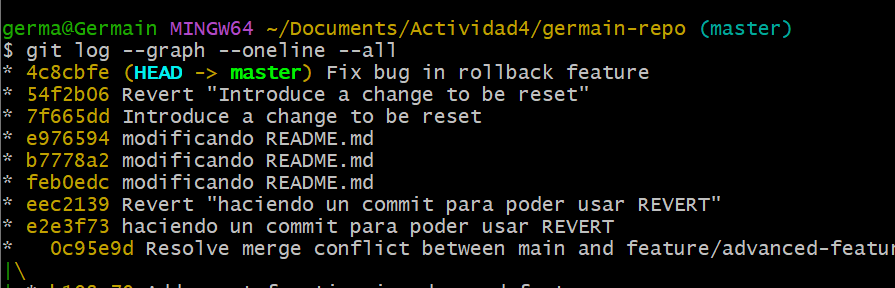 germa@Germain MINGW64 ~/Documents/Actividad4/germain-repo (master)
$ git log --graph --oneline --all
* 4c8cbfe (HEAD -> master) Fix bug in rollback feature
* 54f2b06 Revert "Introduce a change to be reset"
* 7f665dd Introduce a change to be reset
* e976594 modificando README.md
* b7778a2 modificando README.md
* feb0edc modificando README.md
* eec2139 Revert "haciendo un commit para poder usar REVERT"
* e2e3f73 haciendo un commit para poder usar REVERT
*   0c95e9d Resolve merge conflict between main and feature/advanced-featur
|\